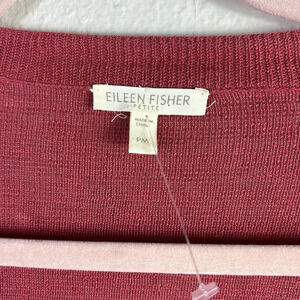 EILEEN FISHER
PETITE
MADE IN
CHINA
PM